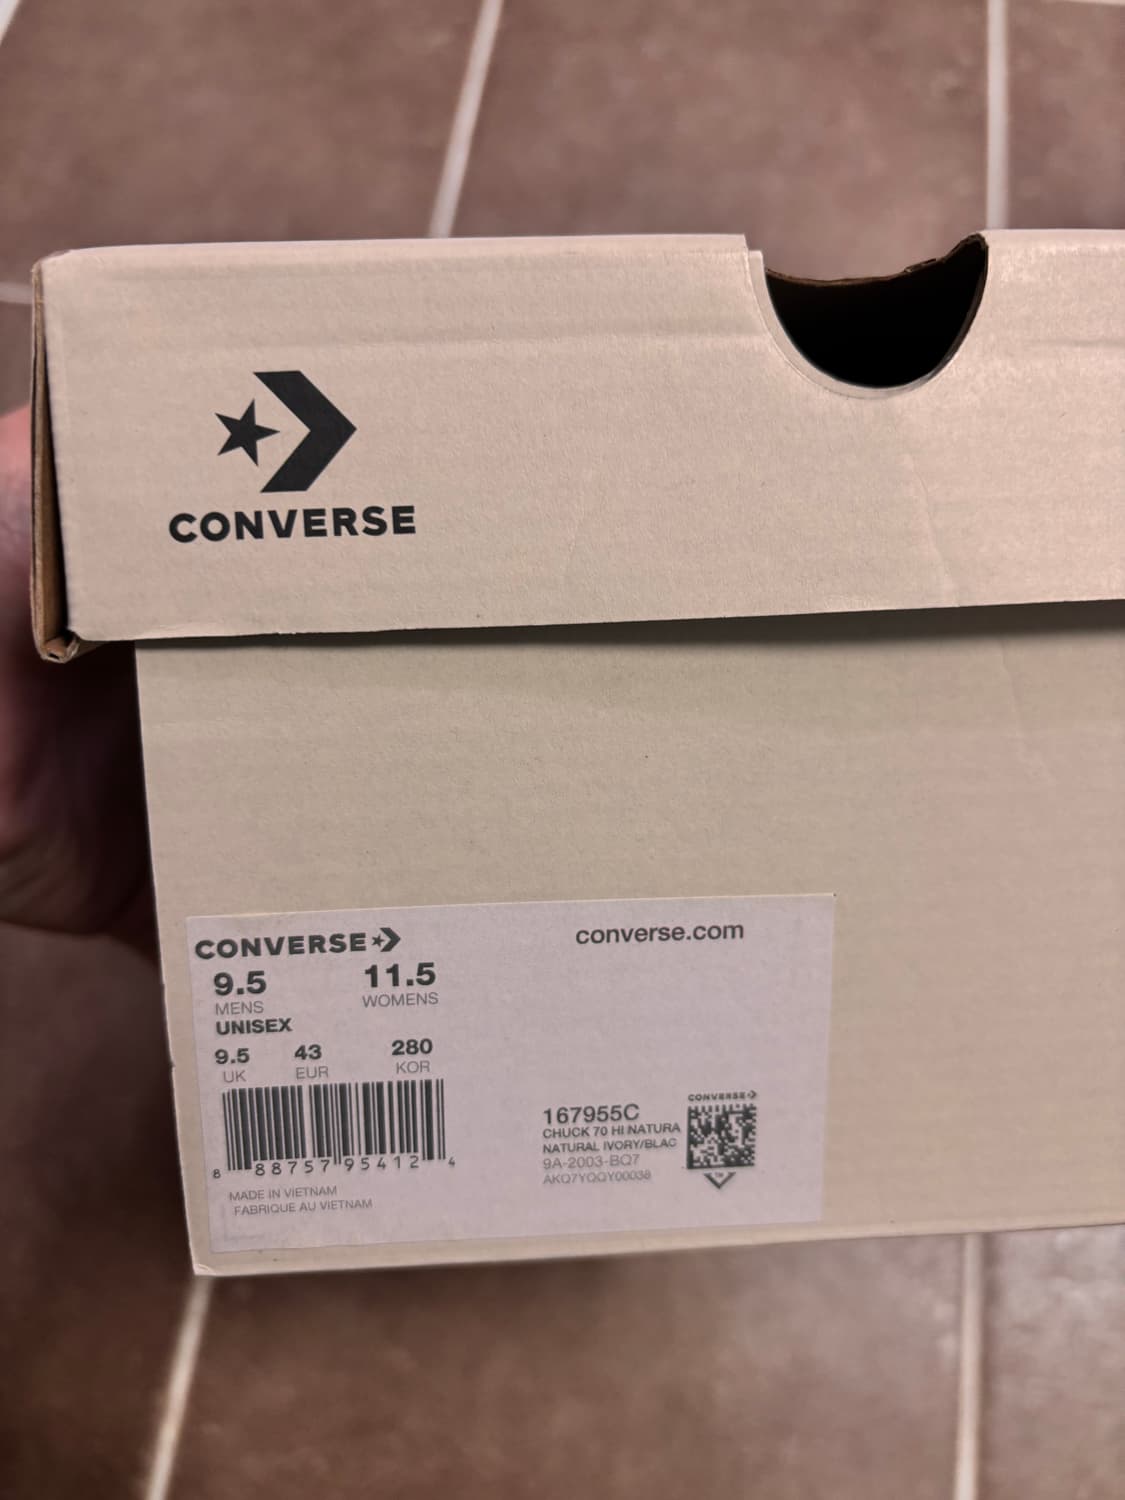 CONVERSE
CONVERSE
converse.com
9.5 11.5
MENS WOMENS
UNISEX
9.5 43 280
UK EUR KOR
8 88757 95412 4
MADE IN VIETNAM
FABRIQUE AU VIETNAM
CONVERSE
167955C
CHUCK 70 HI NATURA
NATURAL IVORY/BLAC
9A-2003-BQ7
AKQ7YQQY00038